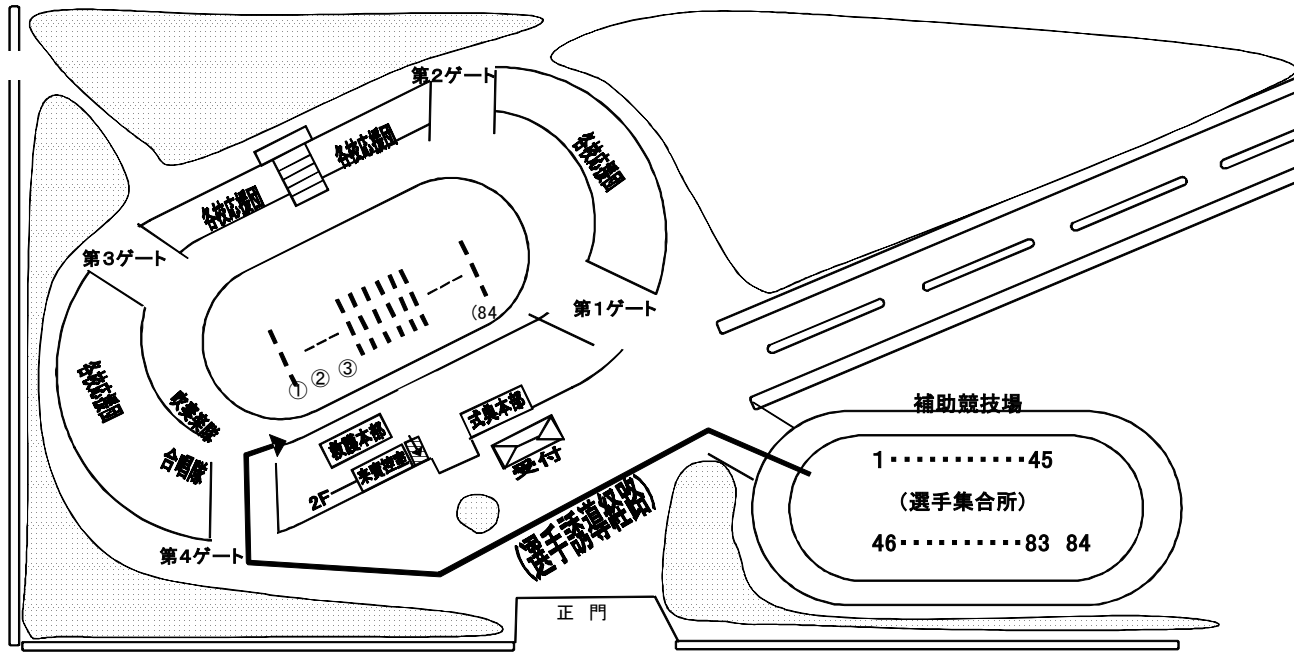 第2ゲート
各校応援団
各校応援団
各校応援団
第3ゲート
第1ゲート
(84
① ② ③
各校応援団
吹奏楽隊
合唱隊
救護本部
式典本部
来賓控室
2F
受付
補助競技場
1・・・・・・・・・・・45
(選手集合所)
46・・・・・・・・・・83 84
(選手誘導経路)
第4ゲート
正 門